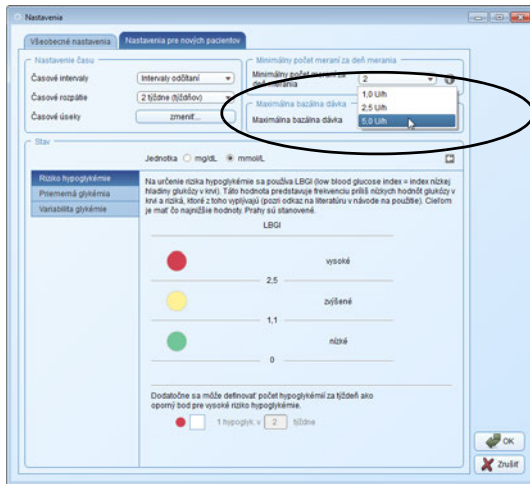 Nastavenia
Všeobecné nastavenia
Nastavenia pre nových pacientov
Nastavenie času
Časové intervaly
Intervaly odčítaní
Časové rozpätie
2 týždne (týždňov)
Časové úseky
zmeniť...
Minimálny počet meraní za deň merania
Minimálny počet meraní za
deň merania
2
Maximálna bazálna dávka
Maximálna bazálna dávka
1,0 U/h
2,5 U/h
5,0 U/h
Stav
Jednotka mg/dL mmol/L
Riziko hypoglykémie
Priemerná glykémia
Variabilita glykémie
Na určenie rizika hypoglykémie sa používa LBGI (low blood glucose index = index nízkej
hladiny glukózy v krvi). Táto hodnota predstavuje frekvenciu príliš nízkych hodnôt glukózy v
krvi a riziká, ktoré z toho vyplývajú (pozri odkaz na literatúru v návode na použitie). Cieľom
je mať čo najnižšie hodnoty. Prahy sú stanovené.
LBGI
vysoké
2,5
zvýšené
1,1
nízké
0
Dodatočne sa môže definovať počet hypoglykémií za týždeň ako
oporný bod pre vysoké riziko hypoglykémie.
1 hypoglyk. v 2 týždne
OK
Zrušiť